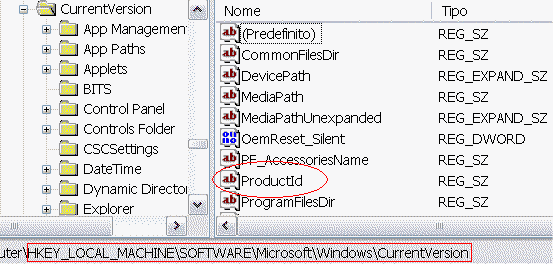 CurrentVersion
App Management
App Paths
Applets
BITS
Control Panel
Controls Folder
CSCSettings
DateTime
Dynamic Director
Explorer
Nome Tipo
(Predefinito) REG_SZ
CommonFilesDir REG_SZ
DevicePath REG_EXPAND_SZ
MediaPath REG_SZ
MediaPathUnexpanded REG_EXPAND_SZ
OemReset_Silent REG_DWORD
PF_AccessoriesName REG_SZ
ProductId REG_SZ
ProgramFilesDir REG_SZ
uter\HKEY_LOCAL_MACHINE\SOFTWARE\Microsoft\Windows\CurrentVersion